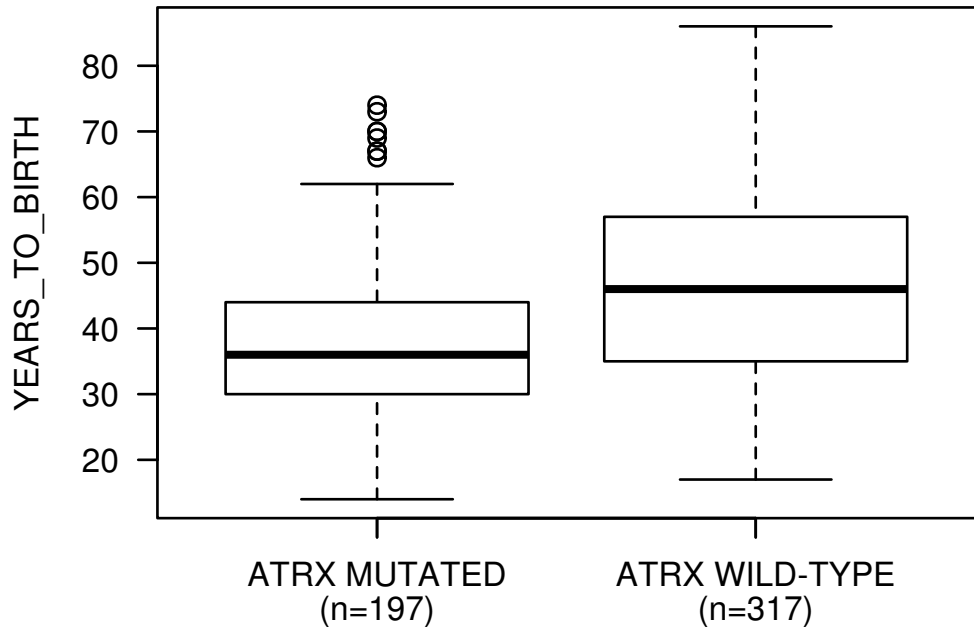 YEARS_TO_BIRTH
80
70
60
50
40
30
20
ATRX MUTATED
(n=197)
ATRX WILD-TYPE
(n=317)